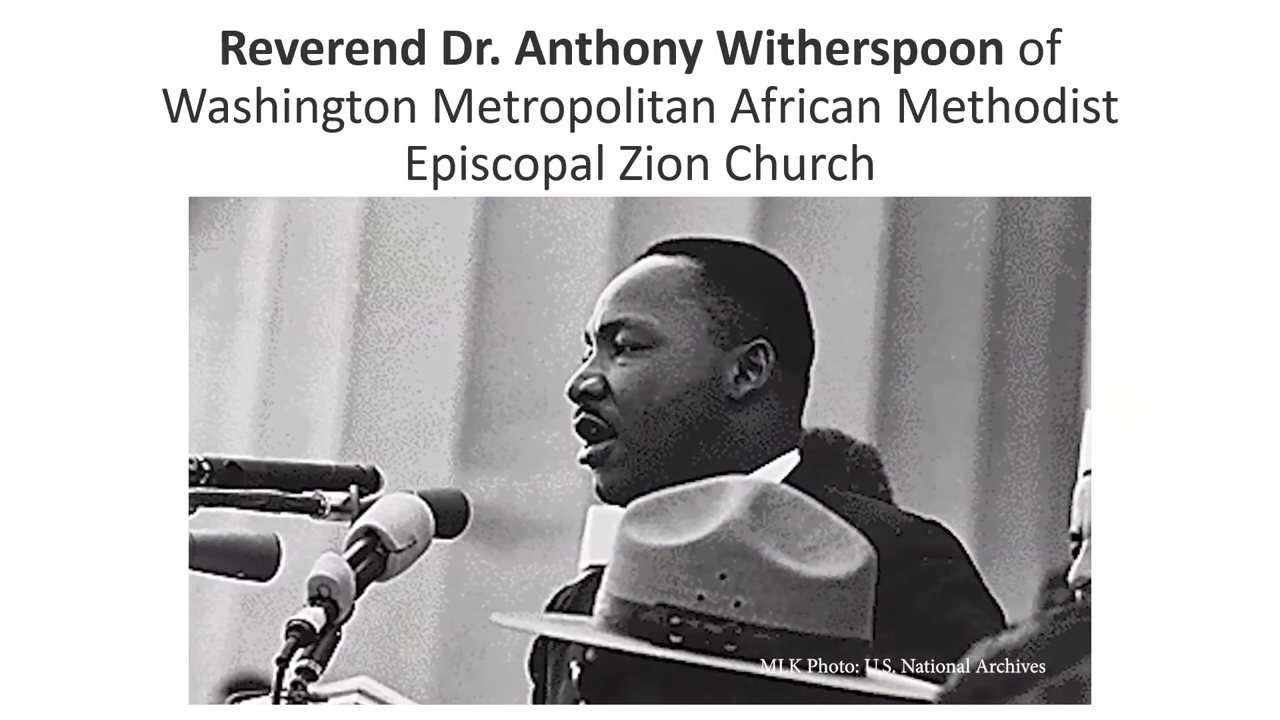 Reverend Dr. Anthony Witherspoon of
Washington Metropolitan African Methodist
Episcopal Zion Church
MLK Photo: U.S. National Archives